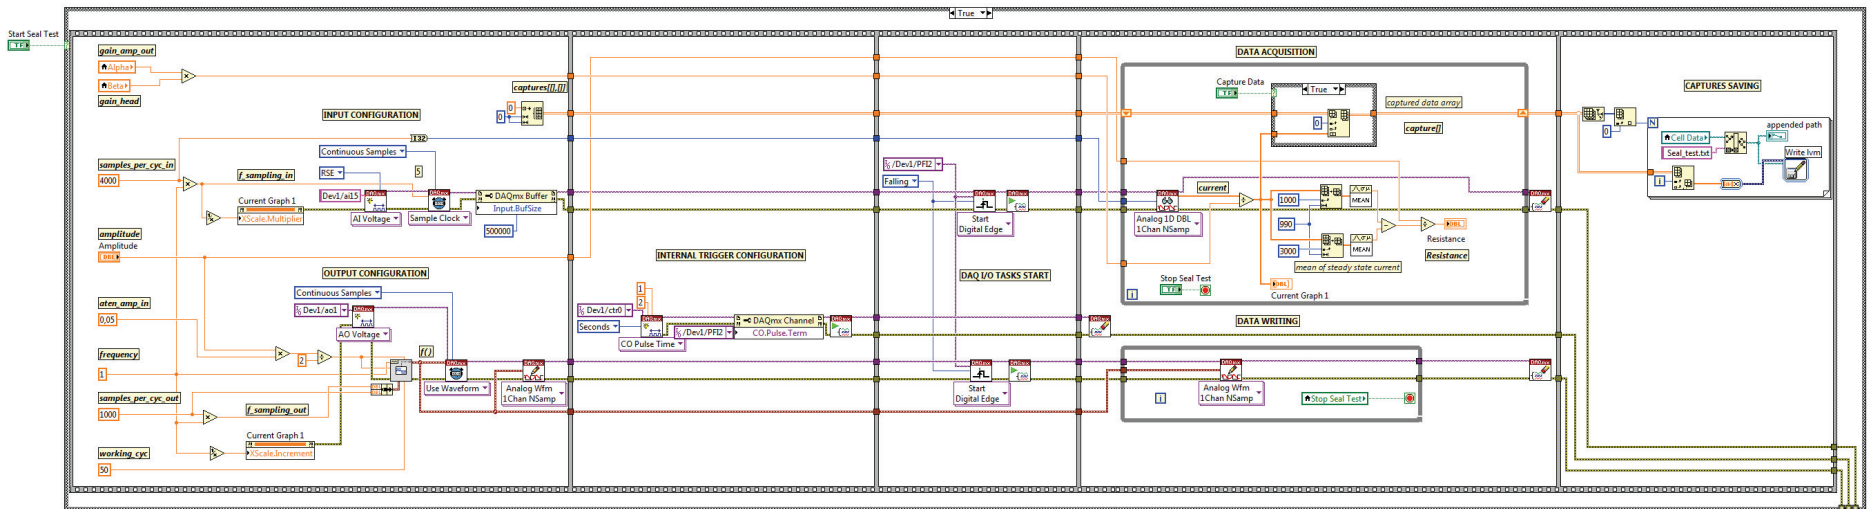 True
Start Seal Test
TF
gain_amp_out
Alpha
Beta
gain_head
INPUT CONFIGURATION
captures[[],[]]
0
0
I32
Continuous Samples
5
RSE
samples_per_cyc_in
4000
f_sampling_in
Current Graph 1
XScale.Multiplier
Dev1/ai15
AI Voltage
Sample Clock
DAQmx Buffer
Input.BufSize
500000
amplitude
Amplitude
DBL
OUTPUT CONFIGURATION
Continuous Samples
Dev1/ao1
AO Voltage
aten_amp_in
0,05
frequency
1
2
f()
Use Waveform
Analog Wfm
1Chan NSamp
samples_per_cyc_out
1000
f_sampling_out
Current Graph 1
XScale.Increment
working_cyc
50
INTERNAL TRIGGER CONFIGURATION
1
2
Dev1/ctr0
Seconds
CO Pulse Time
/Dev1/PFI2
DAQmx Channel
CO.Pulse.Term
/Dev1/PFI2
Falling
Start
Digital Edge
DAQ I/O TASKS START
Start
Digital Edge
DATA ACQUISITION
Capture Data
TF
True
0
captured data array
capture[]
current
Analog 1D DBL
1Chan NSamp
1000
990
3000
MEAN
MEAN
mean of steady state current
DBL
Resistance
Resistance
Stop Seal Test
TF
DBL
Current Graph 1
i
DATA WRITING
Analog Wfm
1Chan NSamp
i
Stop Seal Test
CAPTURES SAVING
0
N
Cell Data
Seal_test.txt
appended path
Write lvm
i